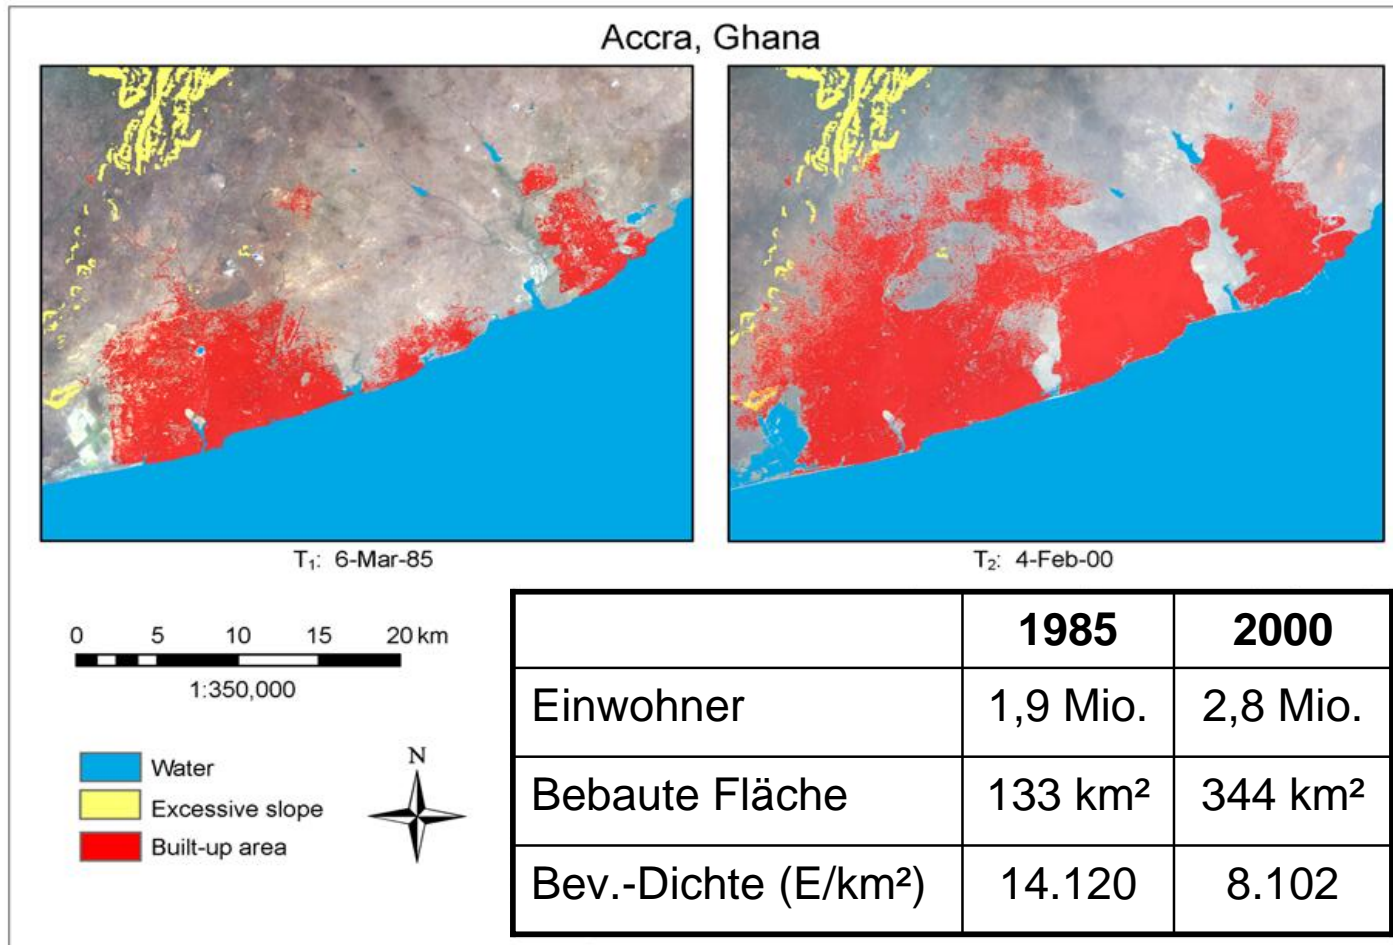 Accra, Ghana
T₁: 6-Mar-85
T₂: 4-Feb-00
0 5 10 15 20 km
1:350,000
Water
Excessive slope
Built-up area
N
1985 2000
Einwohner 1,9 Mio. 2,8 Mio.
Bebaute Fläche 133 km² 344 km²
Bev.-Dichte (E/km²) 14.120 8.102